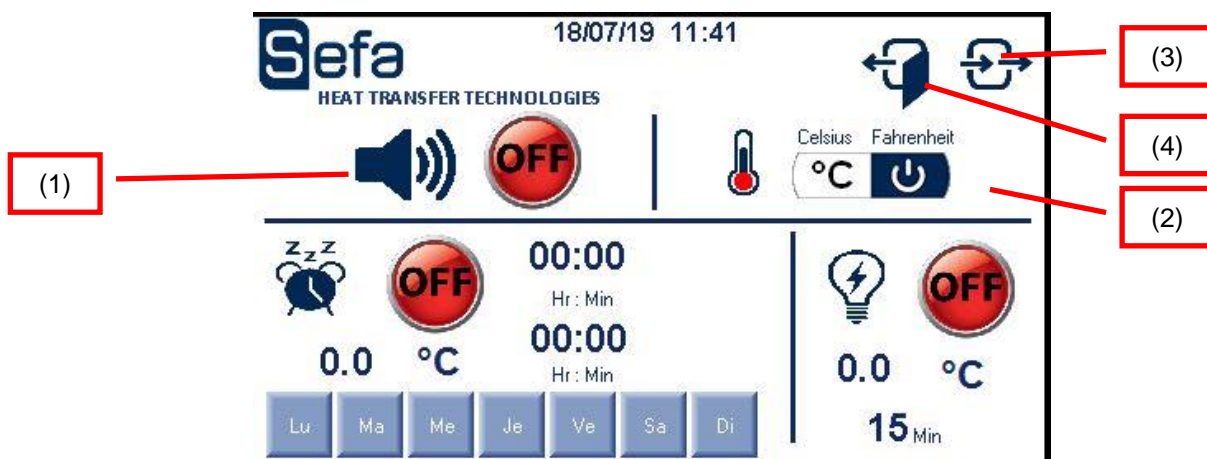 Sefa
HEAT TRANSFER TECHNOLOGIES
18/07/19 11:41
(3)
(4)
(1)
OFF
Celsius Fahrenheit
°C
(2)
z z Z
OFF
00:00
Hr : Min
00:00
Hr : Min
0.0 °C
Lu Ma Me Je Ve Sa Di
OFF
0.0 °C
15 Min